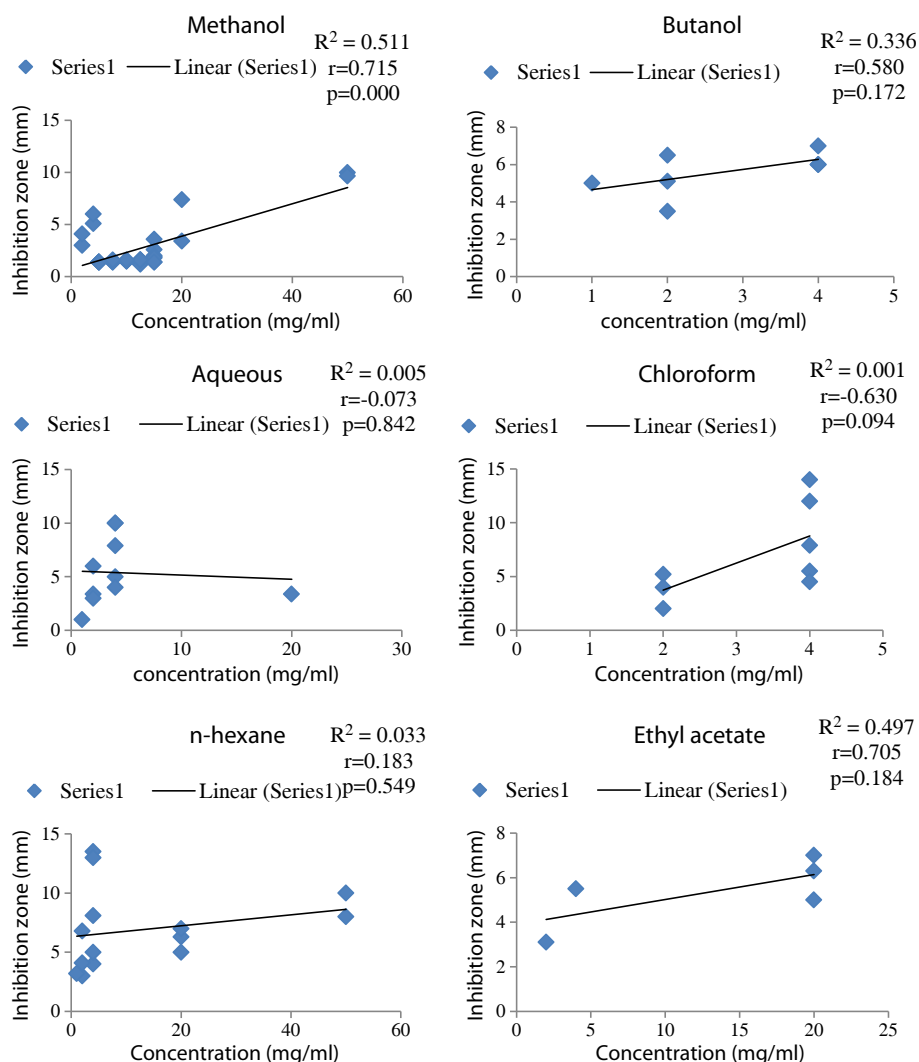 Methanol
R² = 0.511
r=0.715
p=0.000
Series1
Linear (Series1)
Inhibition zone (mm)
15
10
5
0
0 20 40 60
Concentration (mg/ml)
Butanol
R² = 0.336
r=0.580
p=0.172
Series1
Linear (Series1)
Inhibition zone (mm)
8
6
4
2
0
0 1 2 3 4 5
concentration (mg/ml)
Aqueous
R² = 0.005
r=-0.073
p=0.842
Series1
Linear (Series1)
Inhibition zone (mm)
15
10
5
0
0 10 20 30
concentration (mg/ml)
Chloroform
R² = 0.001
r=-0.630
p=0.094
Series1
Linear (Series1)
Inhibition zone (mm)
15
10
5
0
0 1 2 3 4 5
Concentration (mg/ml)
n-hexane
R² = 0.033
r=0.183
p=0.549
Series1
Linear (Series1)
Inhibition zone (mm)
15
10
5
0
0 20 40 60
Concentration (mg/ml)
Ethyl acetate
R² = 0.497
r=0.705
p=0.184
Series1
Linear (Series1)
Inhibition zone (mm)
8
6
4
2
0
0 5 10 15 20 25
Concentration (mg/ml)